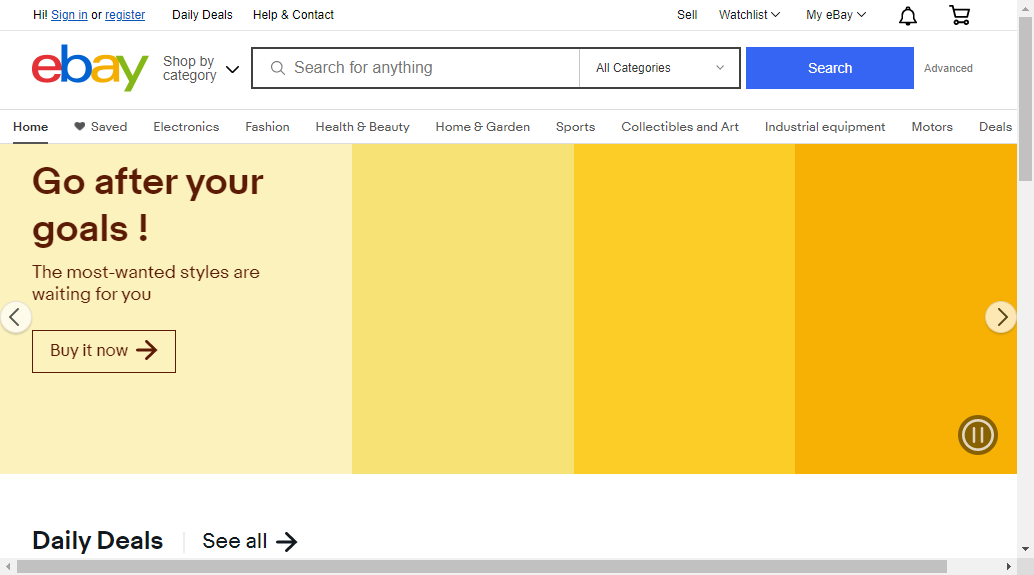 Hi! Sign in or register Daily Deals Help & Contact Sell Watchlist My eBay
ebay Shop by category Search for anything All Categories Search Advanced
Home Saved Electronics Fashion Health & Beauty Home & Garden Sports Collectibles and Art Industrial equipment Motors Deals
Go after your
goals !
The most-wanted styles are
waiting for you
Buy it now
Daily Deals See all